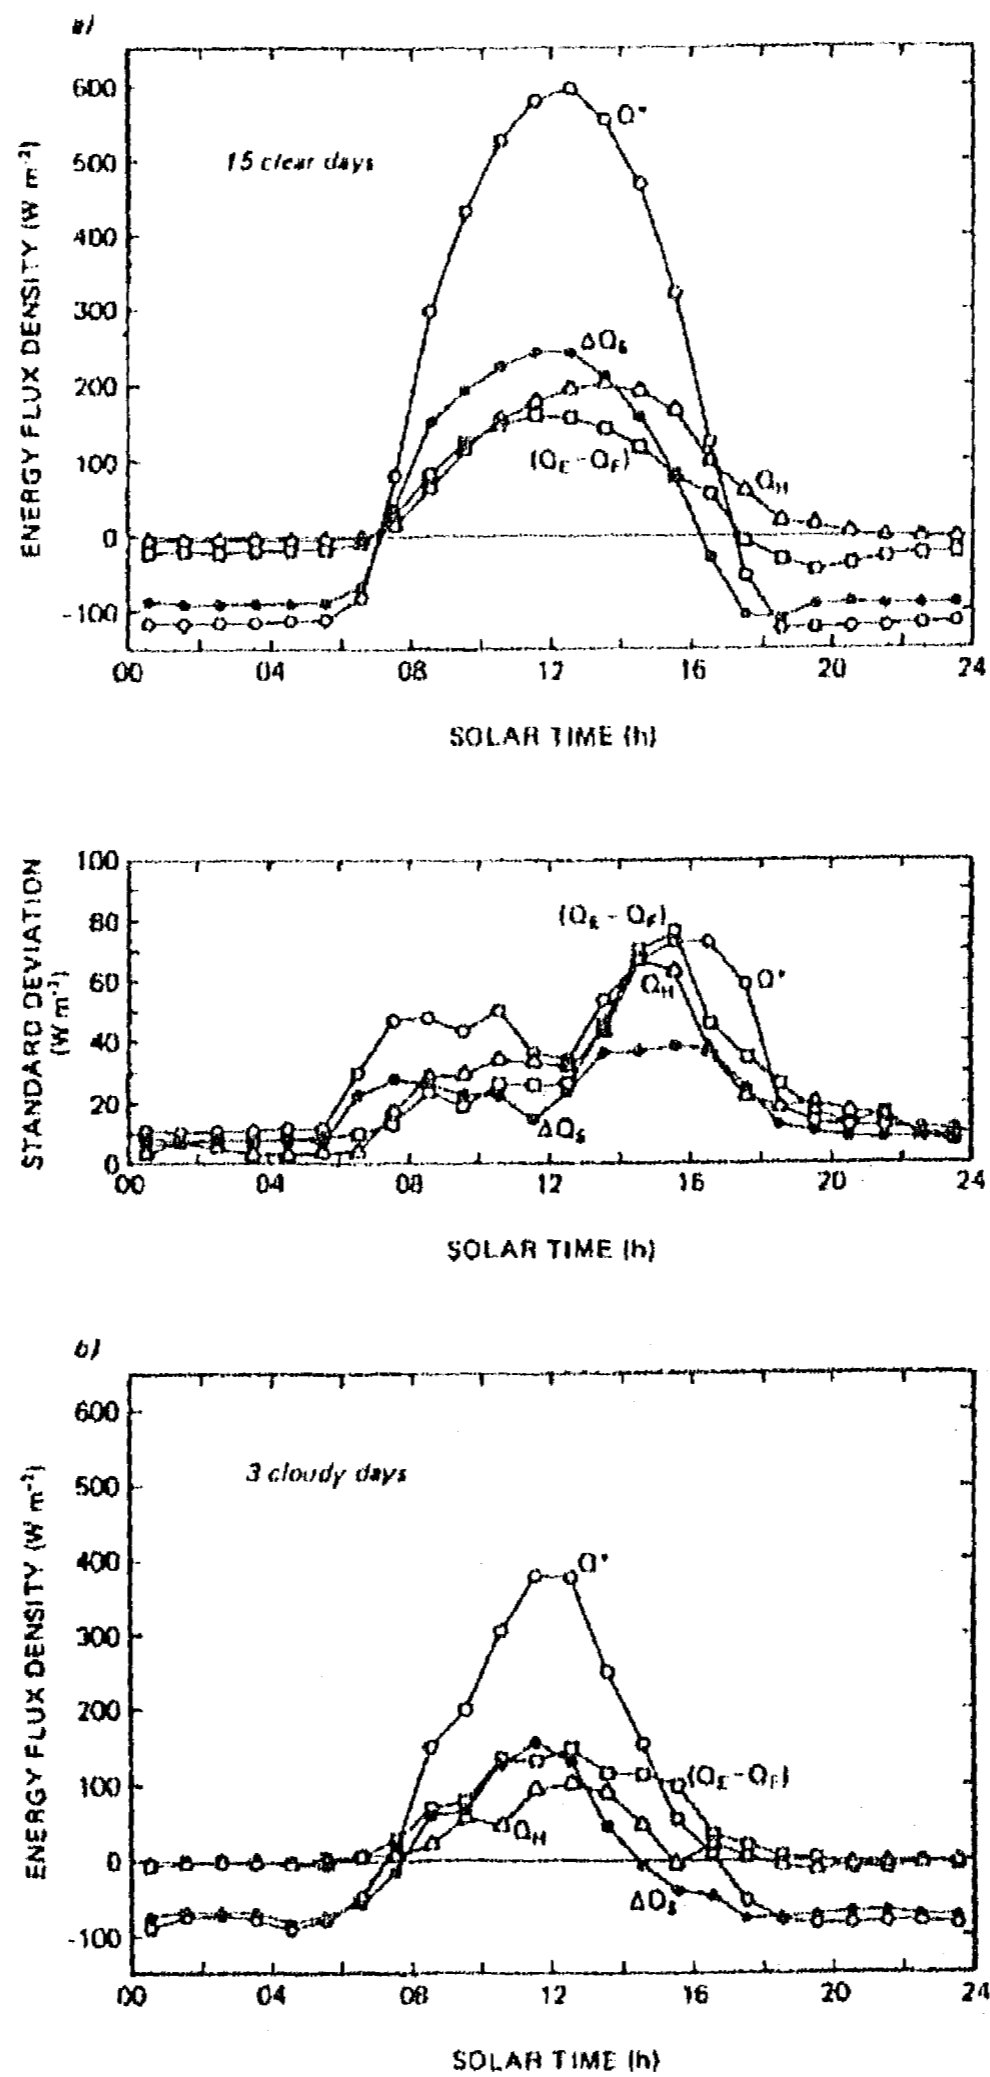 a)
ENERGY FLUX DENSITY (W m-2)
600
500
400
300
200
100
0
-100
15 clear days
Q*
ΔQs
(QE - QF)
QH
00 04 08 12 16 20 24
SOLAR TIME (h)
STANDARD DEVIATION
(W m-2)
100
80
60
40
20
0
(QE - QF)
Q*
QH
ΔQs
00 04 08 12 16 20 24
SOLAR TIME (h)
b)
ENERGY FLUX DENSITY (W m-2)
600
500
400
300
200
100
0
-100
3 cloudy days
Q*
(QE - QF)
QH
ΔQs
00 04 08 12 16 20 24
SOLAR TIME (h)